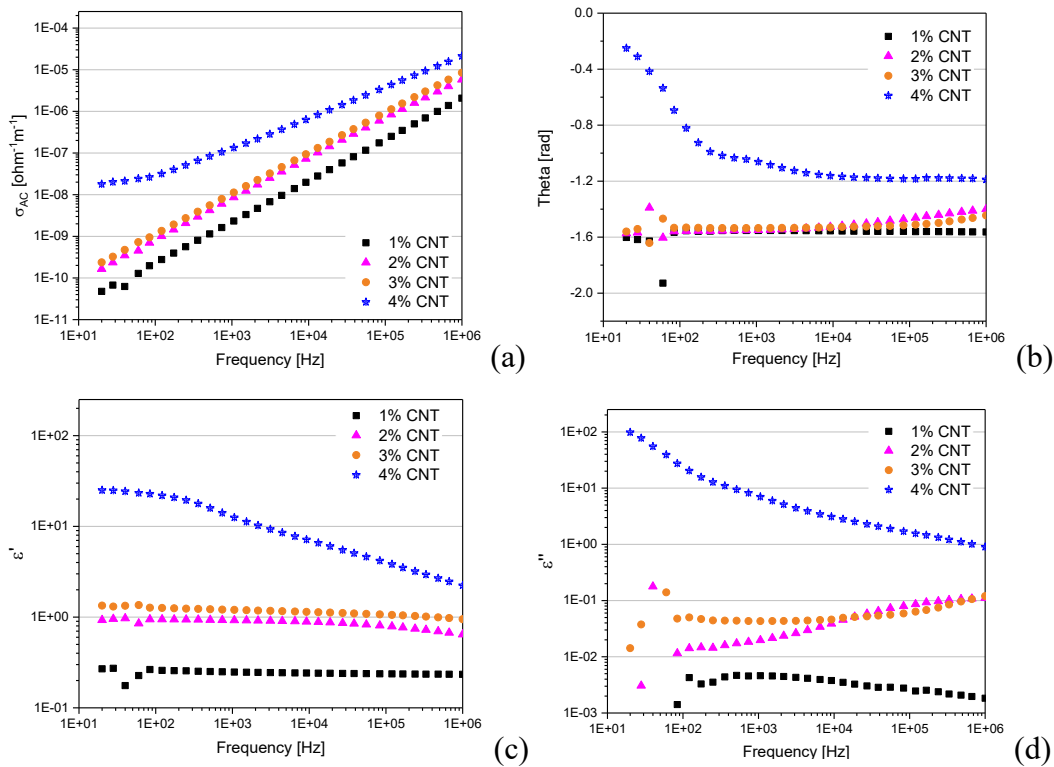 1E-04
1E-05
1E-06
1E-07
1E-08
1E-09
1E-10
1E-11
σAC [ohm-1m-1]
1% CNT
2% CNT
3% CNT
4% CNT
1E+01 1E+02 1E+03 1E+04 1E+05 1E+06
Frequency [Hz]
(a)
0.0
-0.4
-0.8
-1.2
-1.6
-2.0
Theta [rad]
1% CNT
2% CNT
3% CNT
4% CNT
1E+01 1E+02 1E+03 1E+04 1E+05 1E+06
Frequency [Hz]
(b)
1E+02
1E+01
1E+00
1E-01
ε'
1% CNT
2% CNT
3% CNT
4% CNT
1E+01 1E+02 1E+03 1E+04 1E+05 1E+06
Frequency [Hz]
(c)
1E+02
1E+01
1E+00
1E-01
1E-02
1E-03
ε"
1% CNT
2% CNT
3% CNT
4% CNT
1E+01 1E+02 1E+03 1E+04 1E+05 1E+06
Frequency [Hz]
(d)